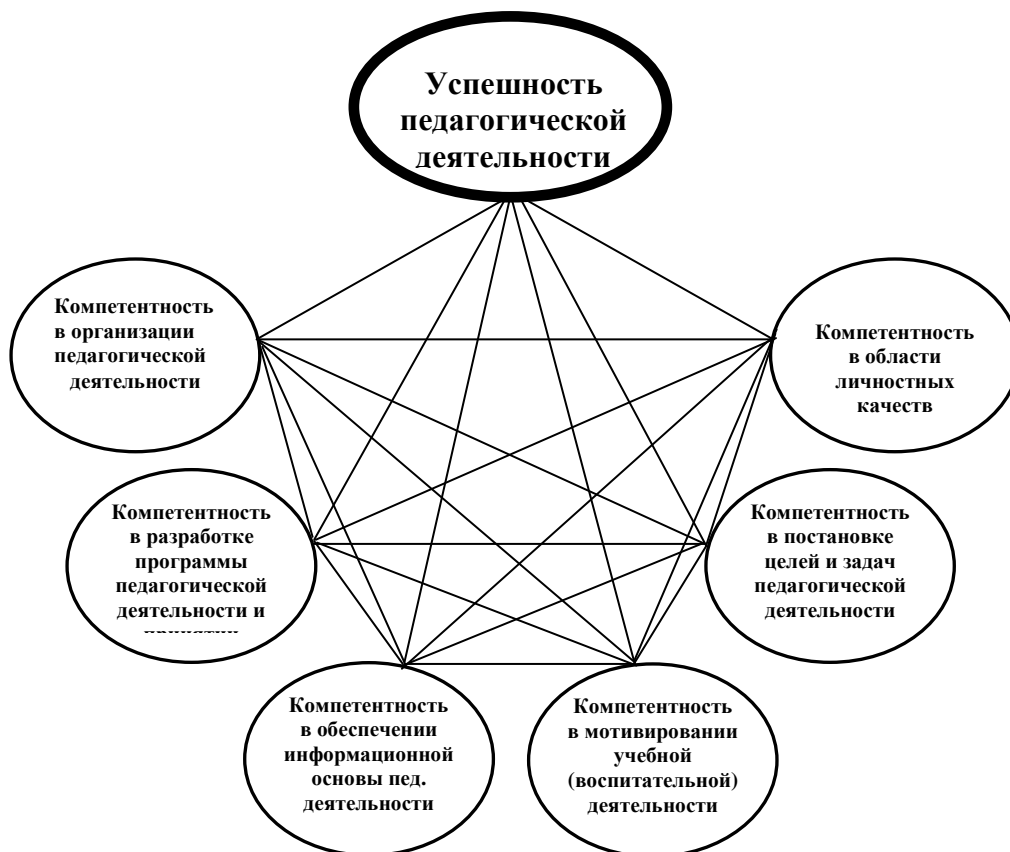 Успешность
педагогической
деятельности
Компетентность
в организации
педагогической
деятельности
Компетентность
в области
личностных
качеств
Компетентность
в разработке
программы
педагогической
деятельности и
Компетентность
в постановке
целей и задач
педагогической
деятельности
Компетентность
в обеспечении
информационной
основы пед.
деятельности
Компетентность
в мотивировании
учебной
(воспитательной)
деятельности